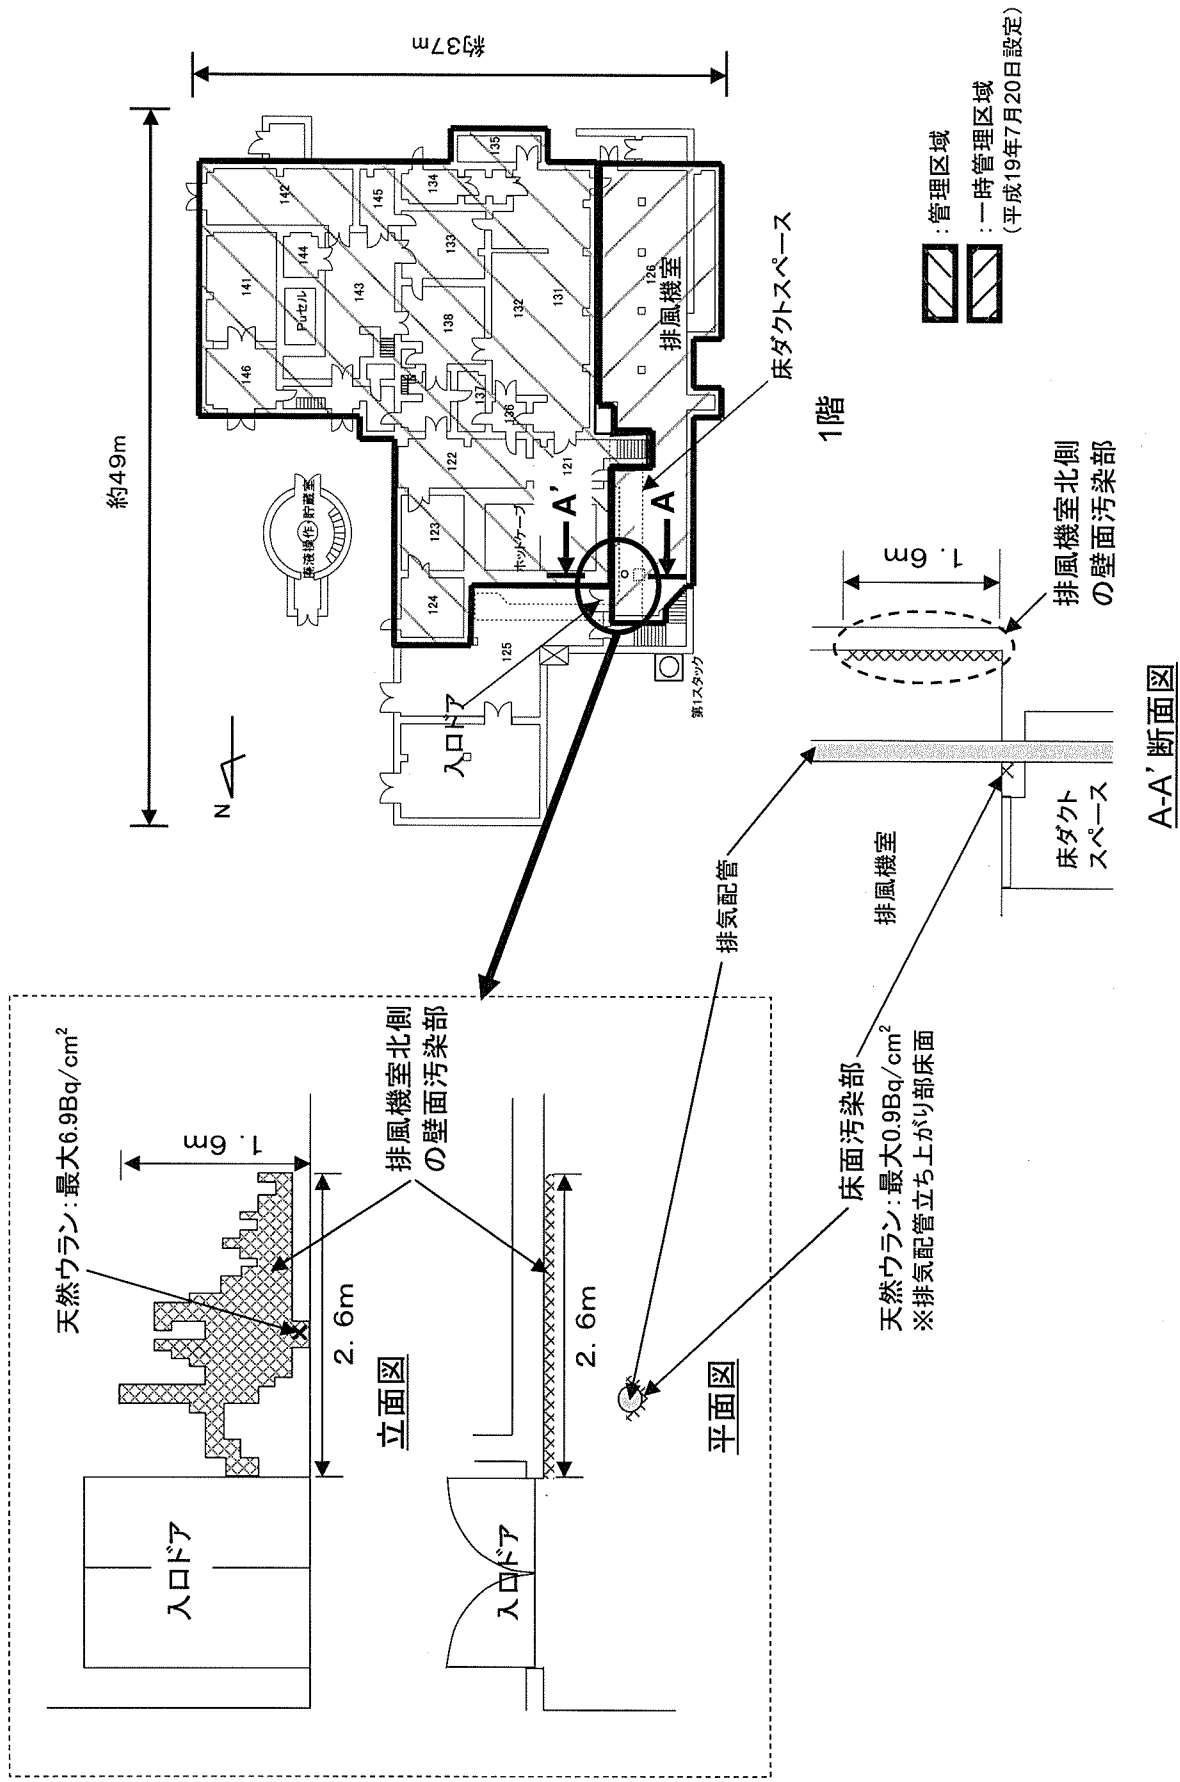 天然ウラン：最大6.9Bq/cm²
1．6m
入口ドア
2．6m
立面図
排風機室北側
の壁面汚染部
入口ドア
2．6m
平面図
床面汚染部
天然ウラン：最大0.9Bq/cm²
※排気配管立ち上がり部床面
排気配管
約49m
約37m
N
廃液操作・貯蔵室
入口ドア
第1スタック
146
141
142
144
Puセル
143
145
134
135
133
138
132
131
137
136
122
121
123
124
125
ホットケーブ
126
排風機室
A'
A
床ダクトスペース
1階
：管理区域
：一時管理区域
（平成19年7月20日設定）
排風機室
床ダクト
スペース
1．6m
排風機室北側
の壁面汚染部
A-A’断面図